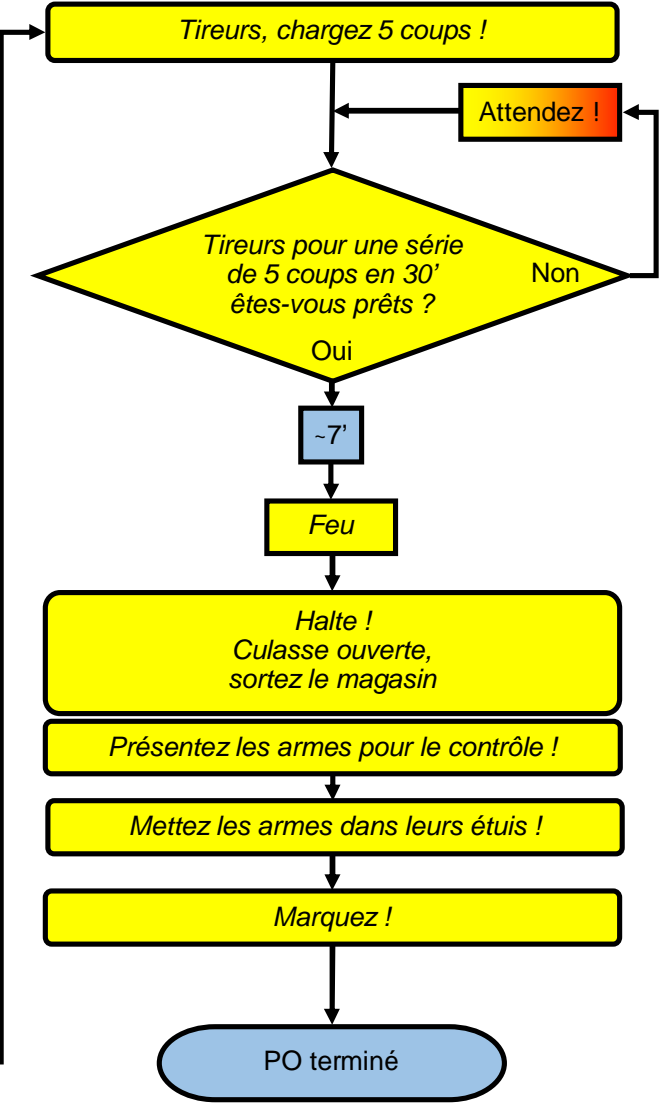 Tireurs, chargez 5 coups !
Attendez !
Tireurs pour une série
de 5 coups en 30’
êtes-vous prêts ?
Non
Oui
~7’
Feu
Halte !
Culasse ouverte,
sortez le magasin
Présentez les armes pour le contrôle !
Mettez les armes dans leurs étuis !
Marquez !
PO terminé